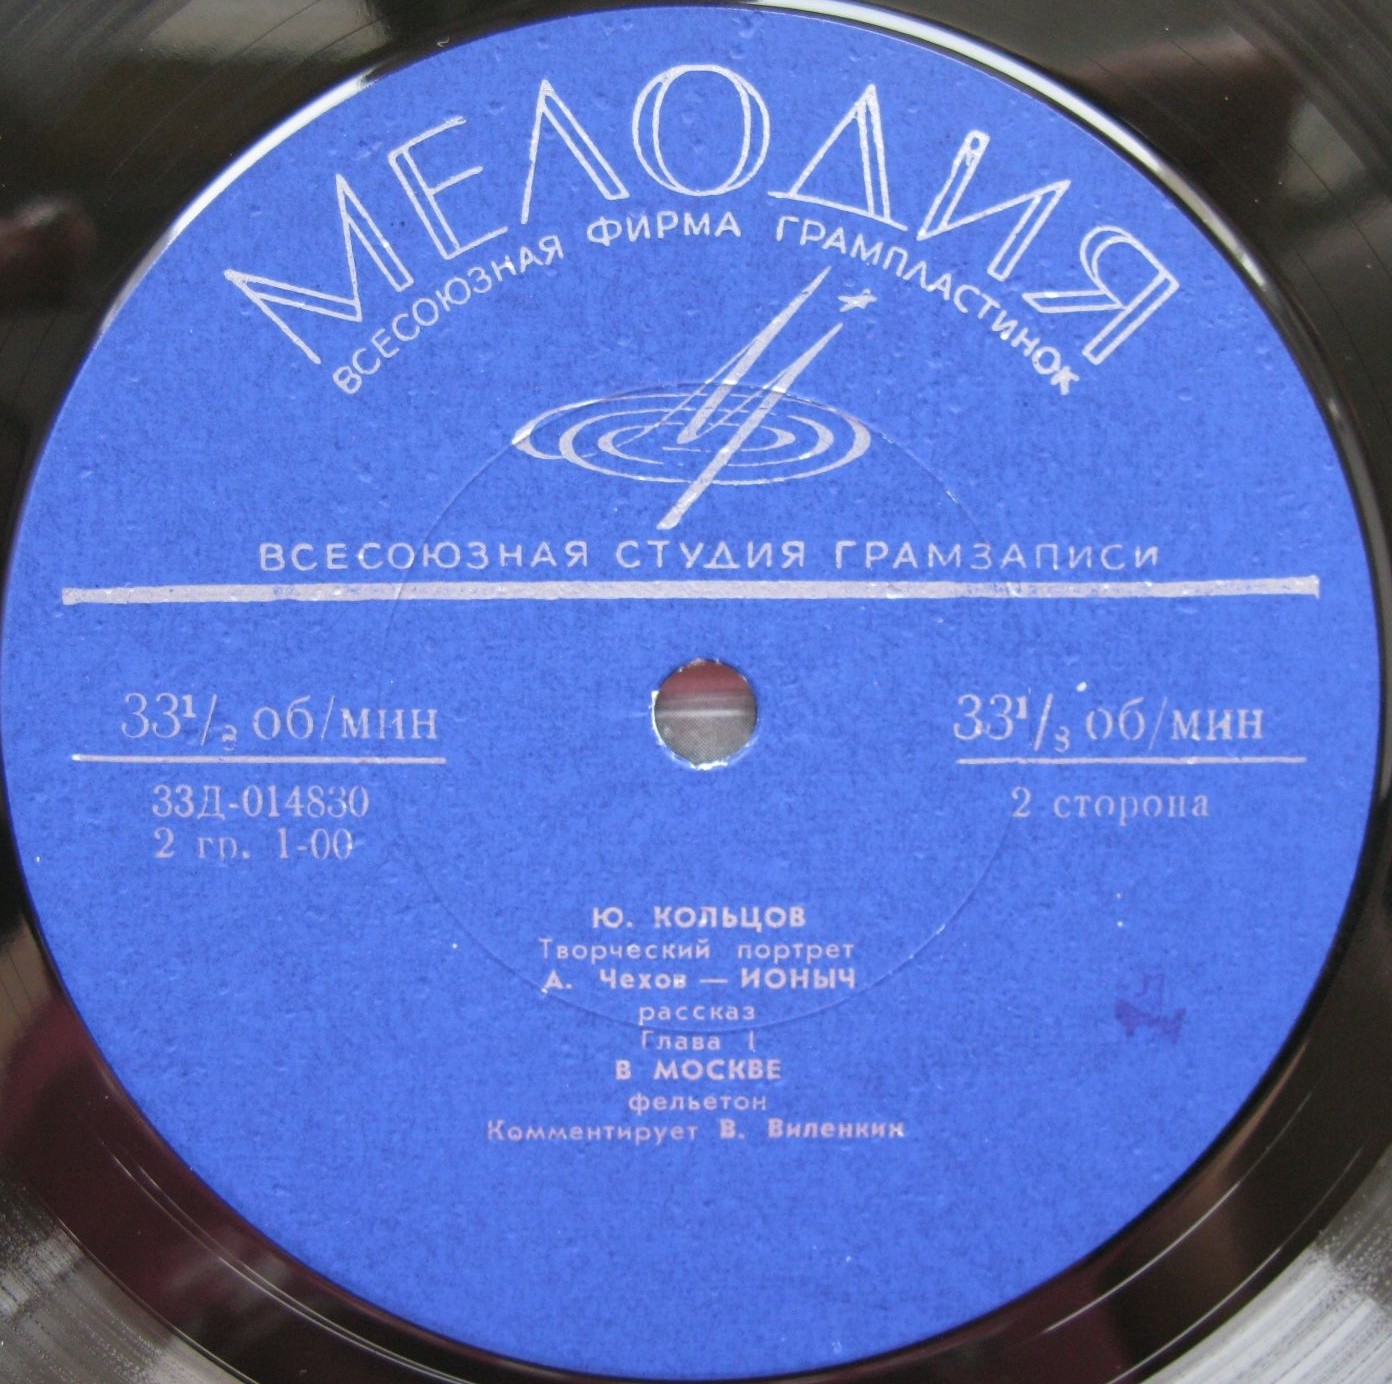 МЕЛОДИЯ
ВСЕСОЮЗНАЯ ФИРМА ГРАМПЛАСТИНОК
ВСЕСОЮЗНАЯ СТУДИЯ ГРАМЗАПИСИ
33¹/₃ об/мин
33¹/₃ об/мин
33Д-014830
2 гр. 1-00
2 сторона
Ю. КОЛЬЦОВ
Творческий портрет
А. Чехов — ИОНЫЧ
рассказ
Глава I
В МОСКВЕ
фельетон
Комментирует В. Виленкин